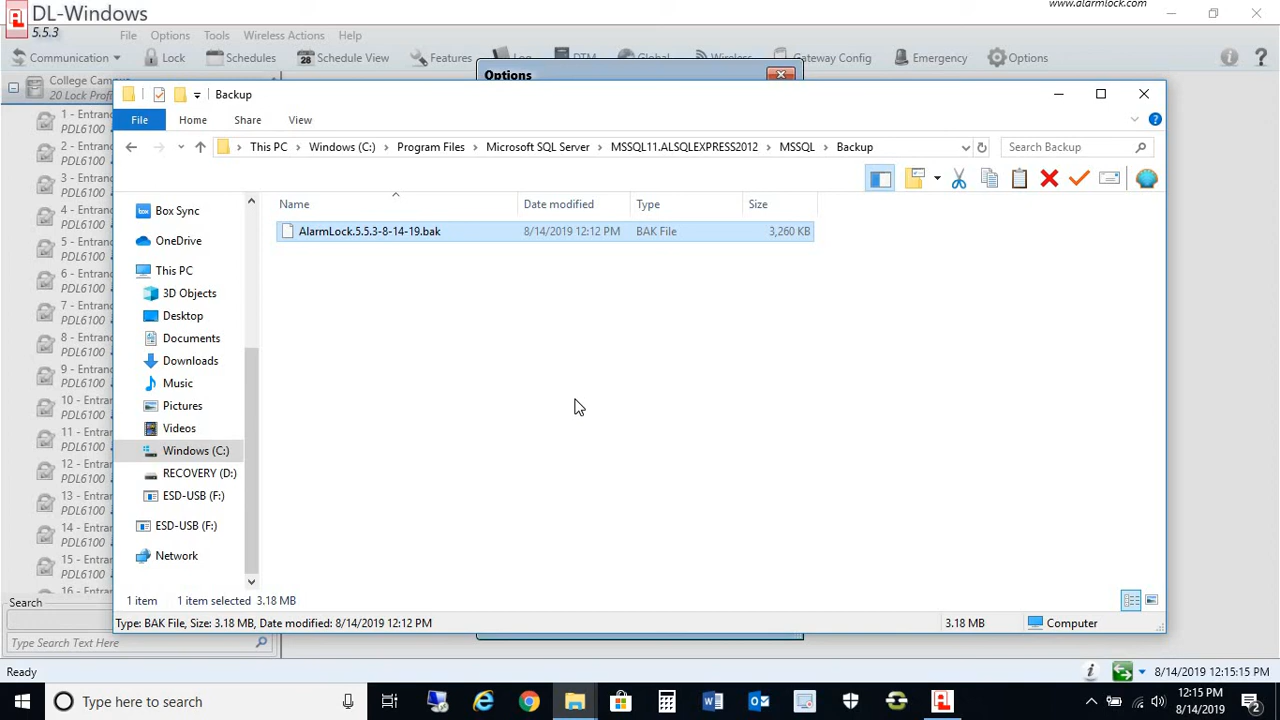 DL-Windows
www.alarmlock.com
5.5.3
File Options Tools Wireless Actions Help
Communication Lock Schedules 28 Schedule View Features Log DTM Global Wireless Gateway Config Emergency Options
College Campus
20 Lock Profi
Options
Backup
File Home Share View
This PC Windows (C:) Program Files Microsoft SQL Server MSSQL11.ALSQLEXPRESS2012 MSSQL Backup
Search Backup
Name Date modified Type Size
AlarmLock.5.5.3-8-14-19.bak 8/14/2019 12:12 PM BAK File 3,260 KB
Box Sync
OneDrive
This PC
3D Objects
Desktop
Documents
Downloads
Music
Pictures
Videos
Windows (C:)
RECOVERY (D:)
ESD-USB (F:)
ESD-USB (F:)
Network
1 - Entranc
PDL6100
2 - Entranc
PDL6100
3 - Entranc
PDL6100
4 - Entranc
PDL6100
5 - Entranc
PDL6100
6 - Entranc
PDL6100
7 - Entranc
PDL6100
8 - Entranc
PDL6100
9 - Entranc
PDL6100
10 - Entran
PDL6100
11 - Entran
PDL6100
12 - Entran
PDL6100
13 - Entran
PDL6100
14 - Entran
PDL6100
15 - Entran
PDL6100
16 - Entran
1 item 1 item selected 3.18 MB
Type: BAK File, Size: 3.18 MB, Date modified: 8/14/2019 12:12 PM 3.18 MB Computer
Search
Type Search Text Here
Ready
8/14/2019 12:15:15 PM
Type here to search
12:15 PM
8/14/2019
2